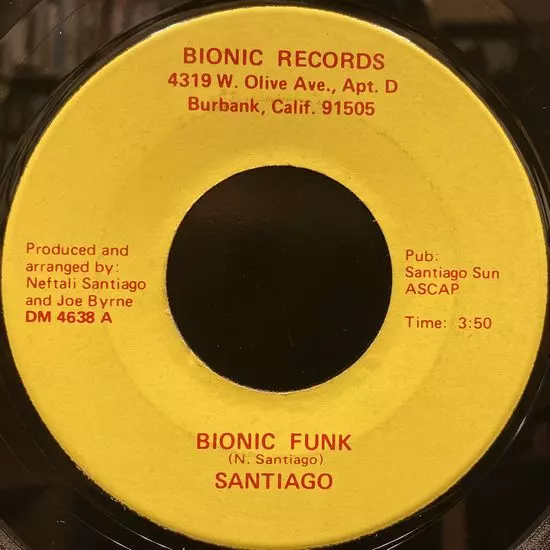 BIONIC RECORDS
4319 W. Olive Ave., Apt. D
Burbank, Calif. 91505
Produced and
arranged by:
Neftali Santiago
and Joe Byrne
DM 4638 A
Pub:
Santiago Sun
ASCAP
Time: 3:50
BIONIC FUNK
(N. Santiago)
SANTIAGO